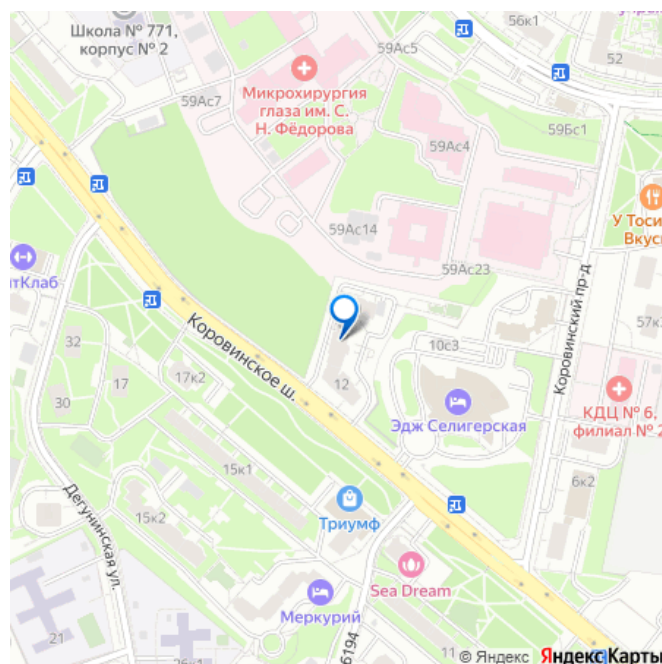 56к1
52
Школа № 771,
корпус № 2
59Ас5
Микрохирургия
глаза им. С.
Н. Фёдорова
59Ас7
59Бс1
59Ас4
У Тоси
Вкус
59Ас14
59Ас23
Коровинский пр-д
57к
Коровинское ш.
32
17
17к2
30
12
10с3
Эдж Селигерская
КДЦ № 6,
филиал № 2
15к1
15к2
6к2
Дегунинская ул.
Триумф
Sea Dream
Меркурий
21
6194
11
© Яндекс Яндекс Карты